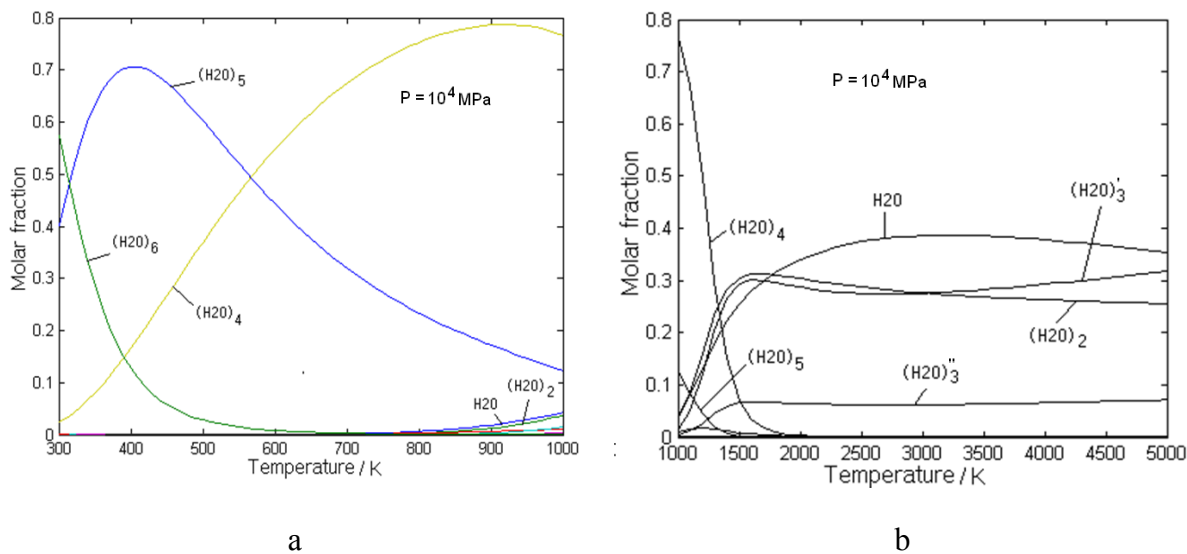 0.8
0.7
0.6
0.5
0.4
0.3
0.2
0.1
0
Molar fraction
(H20)5
P = 10⁴ MPa
(H20)6
(H20)4
H20
(H20)2
300 400 500 600 700 800 900 1000
Temperature / K
a
0.8
0.7
0.6
0.5
0.4
0.3
0.2
0.1
0
Molar fraction
P = 10⁴ MPa
(H20)4
H20
(H20)3'
(H20)2
(H20)5
(H20)3"
1000 1500 2000 2500 3000 3500 4000 4500 5000
Temperature / K
b